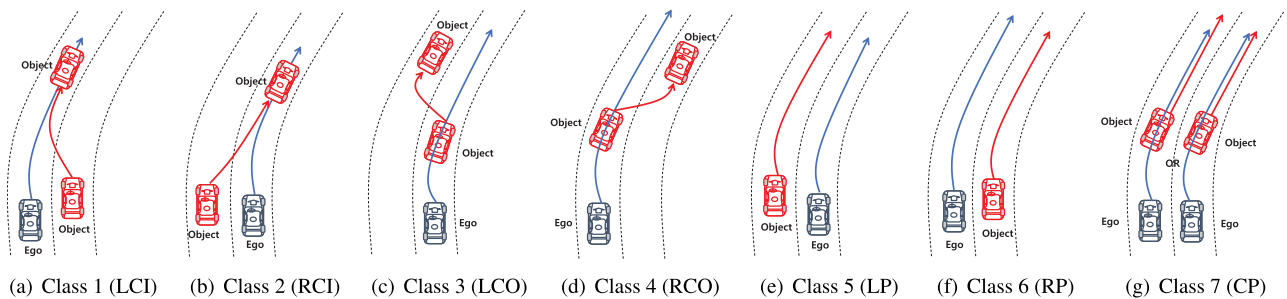 Object
Object
Ego
(a) Class 1 (LCI)
Object
Object
Ego
(b) Class 2 (RCI)
Object
Object
Ego
(c) Class 3 (LCO)
Object
Object
Ego
(d) Class 4 (RCO)
Object
Ego
(e) Class 5 (LP)
Object
Ego
(f) Class 6 (RP)
Object
Object
OR
Ego
Ego
(g) Class 7 (CP)